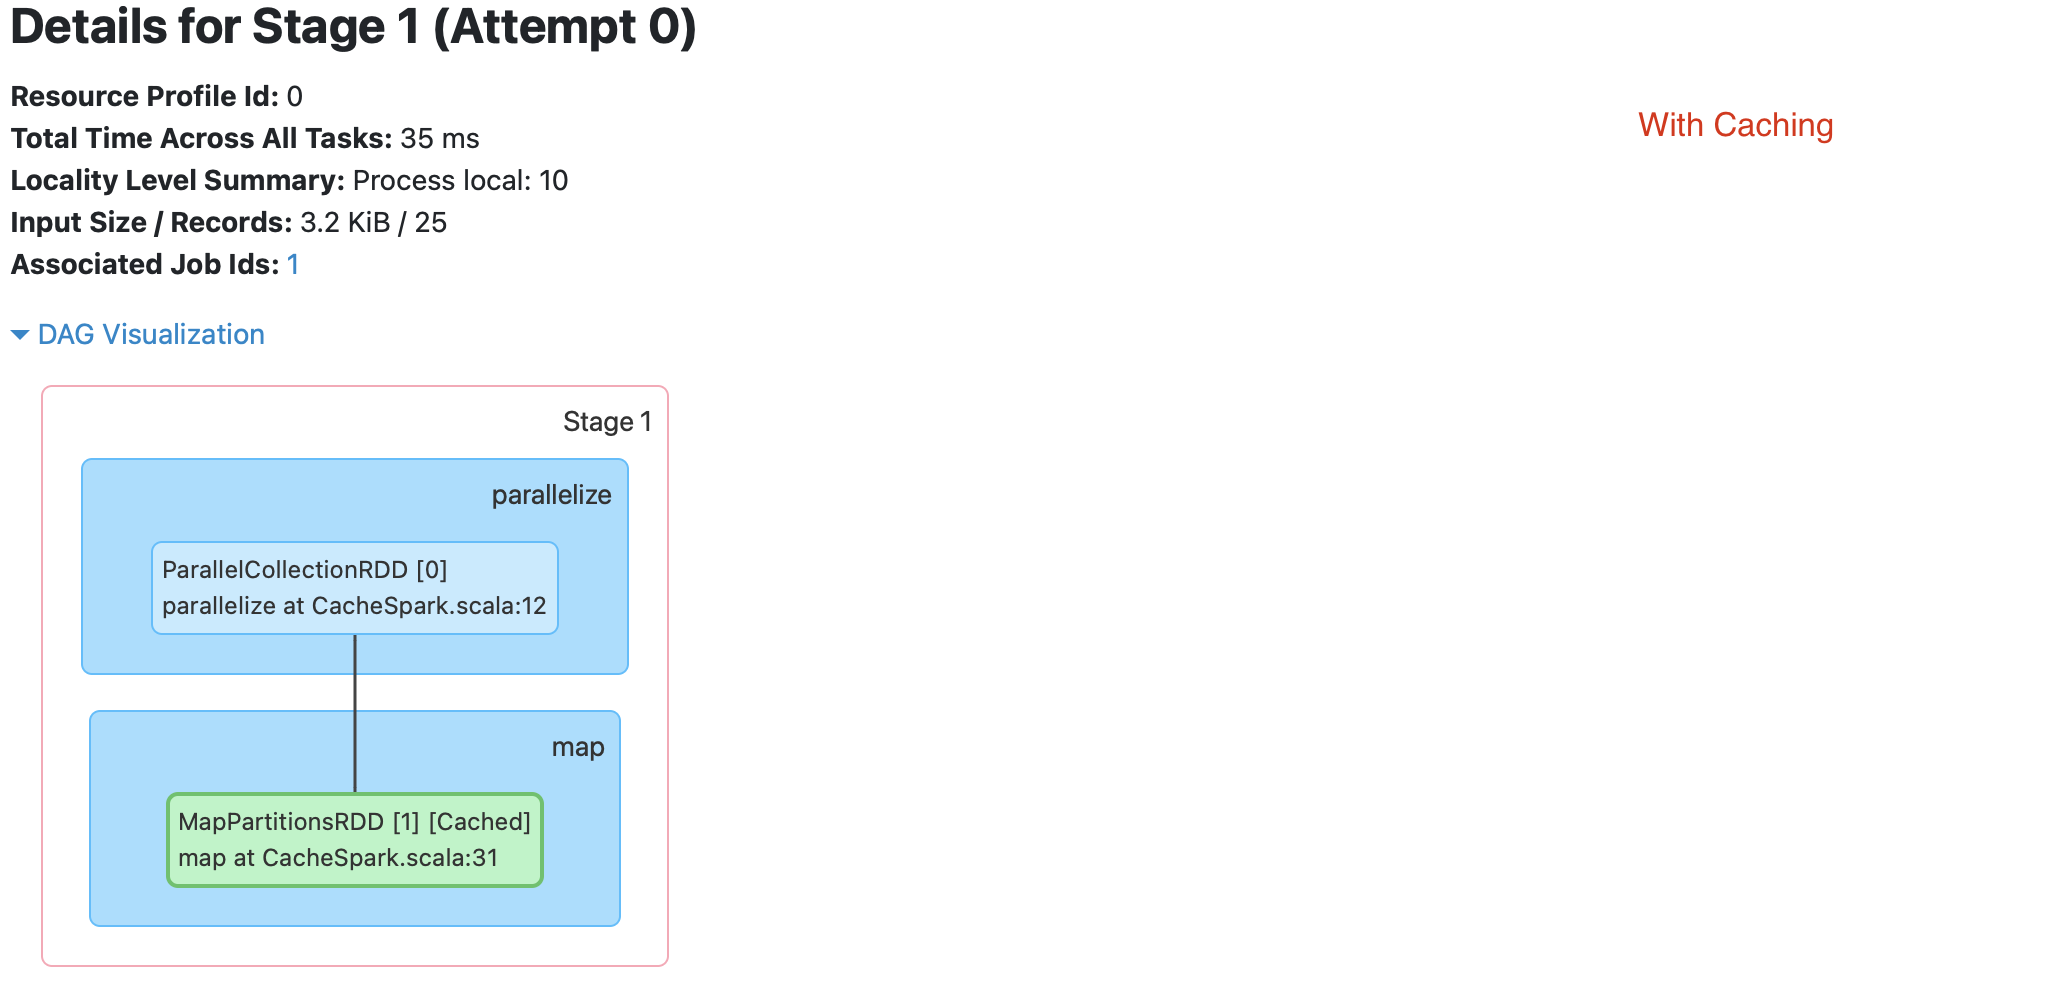 Details for Stage 1 (Attempt 0)
Resource Profile Id: 0
Total Time Across All Tasks: 35 ms
Locality Level Summary: Process local: 10
Input Size / Records: 3.2 KiB / 25
Associated Job Ids: 1
With Caching
DAG Visualization
Stage 1
parallelize
ParallelCollectionRDD [0]
parallelize at CacheSpark.scala:12
map
MapPartitionsRDD [1] [Cached]
map at CacheSpark.scala:31